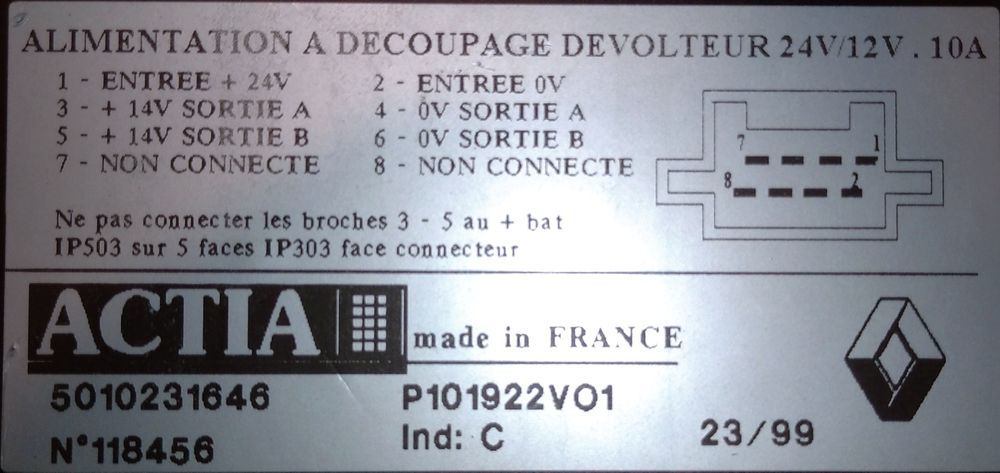 ALIMENTATION A DECOUPAGE DEVOLTEUR 24V/12V . 10A
1 - ENTREE + 24V 2 - ENTREE 0V
3 - + 14V SORTIE A 4 - 0V SORTIE A
5 - + 14V SORTIE B 6 - 0V SORTIE B
7 - NON CONNECTE 8 - NON CONNECTE
7 1
8 2
Ne pas connecter les broches 3 - 5 au + bat
IP503 sur 5 faces IP303 face connecteur
ACTIA made in FRANCE
5010231646 P101922V01
N°118456 Ind: C 23/99